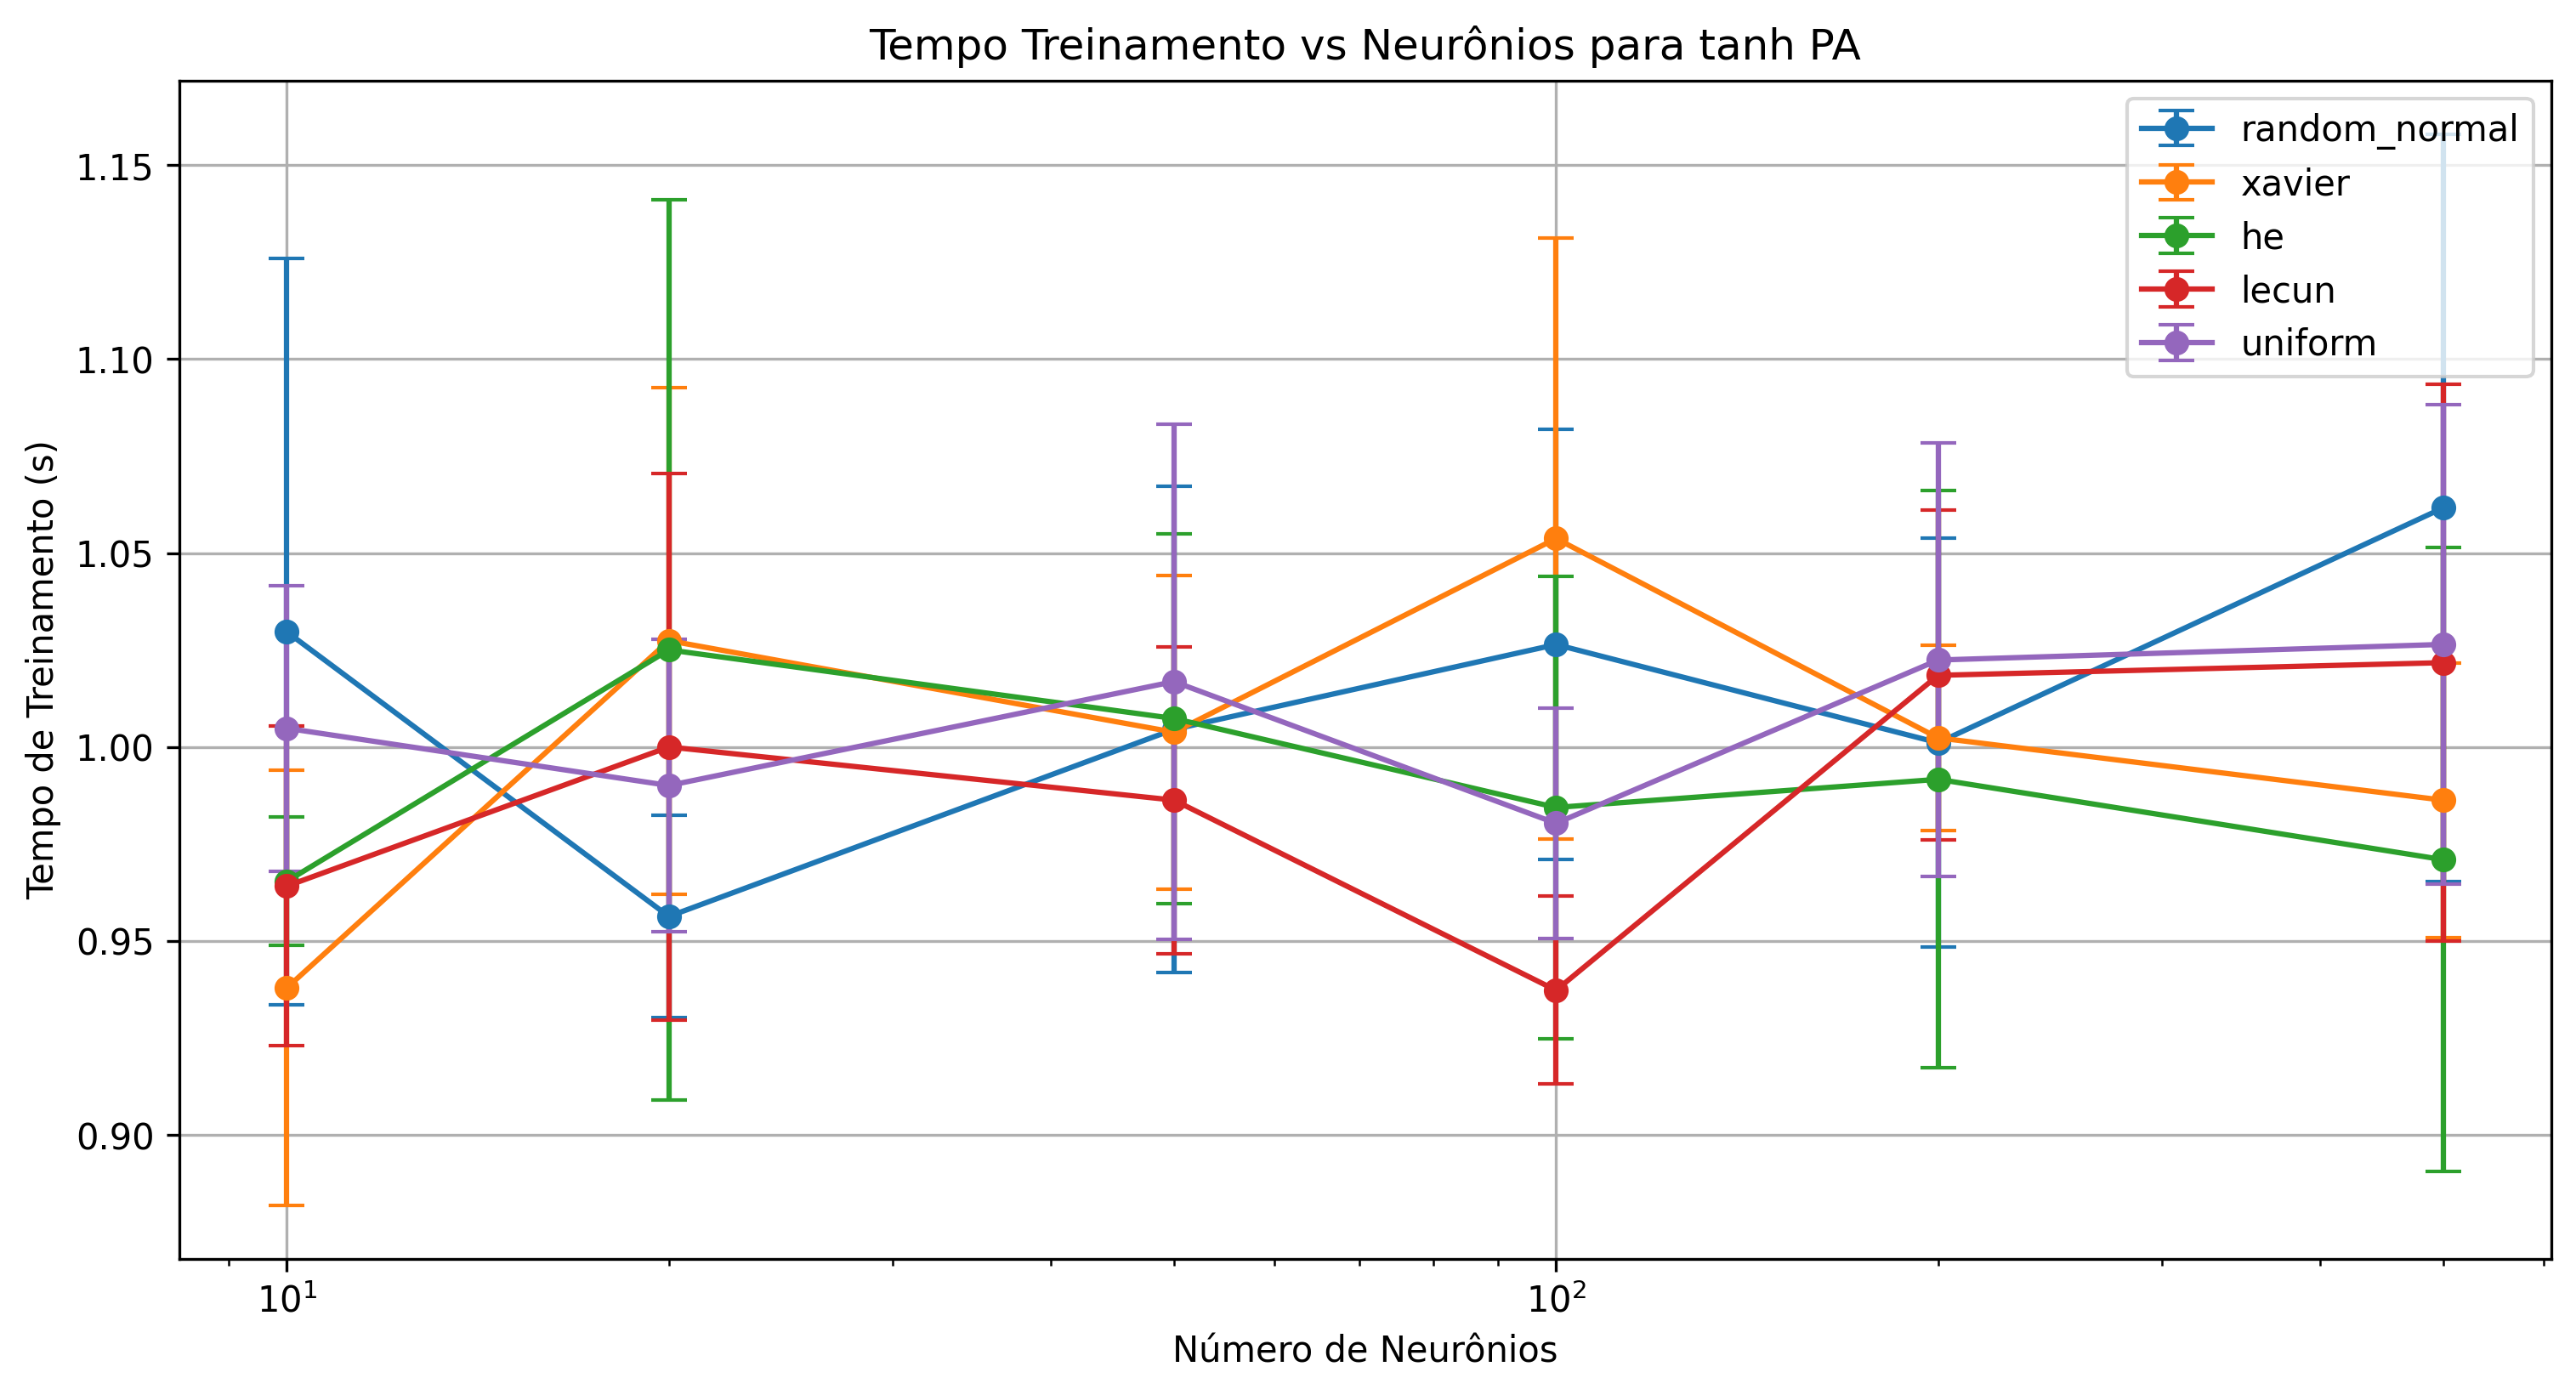 Tempo Treinamento vs Neurônios para tanh PA
Tempo de Treinamento (s)
1.15
1.10
1.05
1.00
0.95
0.90
random_normal
xavier
he
lecun
uniform
10¹ 10²
Número de Neurônios